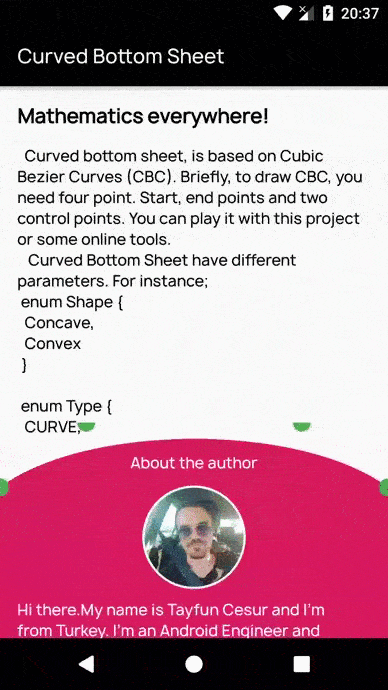 20:37
Curved Bottom Sheet
Mathematics everywhere!
Curved bottom sheet, is based on Cubic
Bezier Curves (CBC). Briefly, to draw CBC, you
need four point. Start, end points and two
control points. You can play it with this project
or some online tools.
Curved Bottom Sheet have different
parameters. For instance;
enum Shape {
Concave,
Convex
}
enum Type {
CURVE,
About the author
Hi there.My name is Tayfun Cesur and I'm
from Turkey. I'm an Android Engineer and